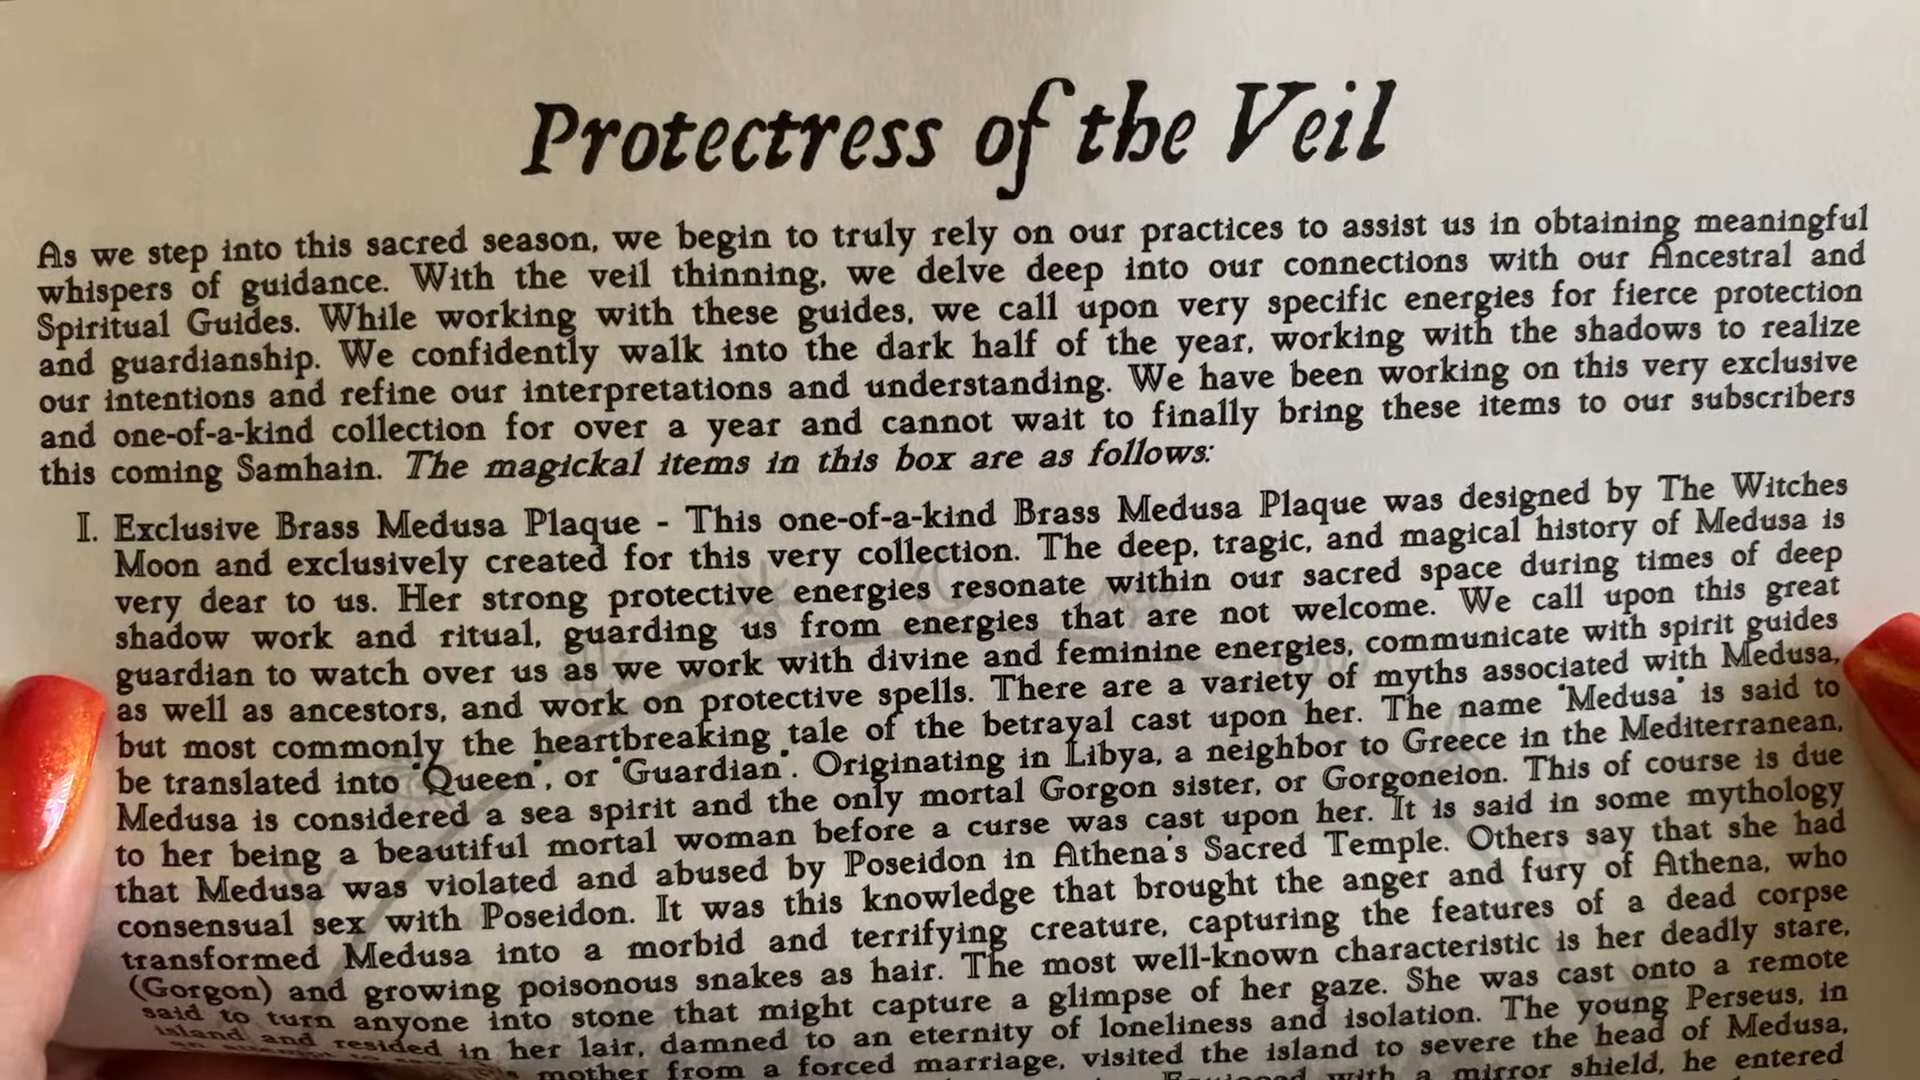 Protectress of the Veil
As we step into this sacred season, we begin to truly rely on our practices to assist us in obtaining meaningful
whispers of guidance. With the veil thinning, we delve deep into our connections with our Ancestral and
Spiritual Guides. While working with these guides, we call upon very specific energies for fierce protection
and guardianship. We confidently walk into the dark half of the year, working with the shadows to realize
our intentions and refine our interpretations and understanding. We have been working on this very exclusive
and one-of-a-kind collection for over a year and cannot wait to finally bring these items to our subscribers
this coming Samhain. The magickal items in this box are as follows:
I. Exclusive Brass Medusa Plaque - This one-of-a-kind Brass Medusa Plaque was designed by The Witches
Moon and exclusively created for this very collection. The deep, tragic, and magical history of Medusa is
very dear to us. Her strong protective energies resonate within our sacred space during times of deep
shadow work and ritual, guarding us from energies that are not welcome. We call upon this great
guardian to watch over us as we work with divine and feminine energies, communicate with spirit guides
as well as ancestors, and work on protective spells. There are a variety of myths associated with Medusa,
but most commonly the heartbreaking tale of the betrayal cast upon her. The name "Medusa" is said to
be translated into "Queen", or "Guardian". Originating in Libya, a neighbor to Greece in the Mediterranean,
Medusa is considered a sea spirit and the only mortal Gorgon sister, or Gorgoneion. This of course is due
to her being a beautiful mortal woman before a curse was cast upon her. It is said in some mythology
that Medusa was violated and abused by Poseidon in Athena's Sacred Temple. Others say that she had
consensual sex with Poseidon. It was this knowledge that brought the anger and fury of Athena, who
transformed Medusa into a morbid and terrifying creature, capturing the features of a dead corpse
(Gorgon) and growing poisonous snakes as hair. The most well-known characteristic is her deadly stare,
said to turn anyone into stone that might capture a glimpse of her gaze. She was cast onto a remote
island and resided in her lair, damned to an eternity of loneliness and isolation. The young Perseus, in
mother from a forced marriage, visited the island to severe the head of Medusa,
with a mirror shield, he entered